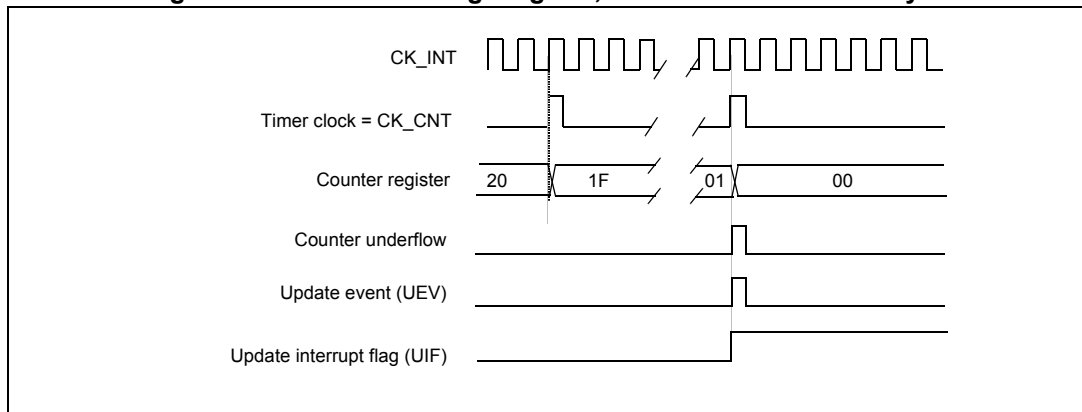 CK_INT
Timer clock = CK_CNT
Counter register 20 1F 01 00
Counter underflow
Update event (UEV)
Update interrupt flag (UIF)